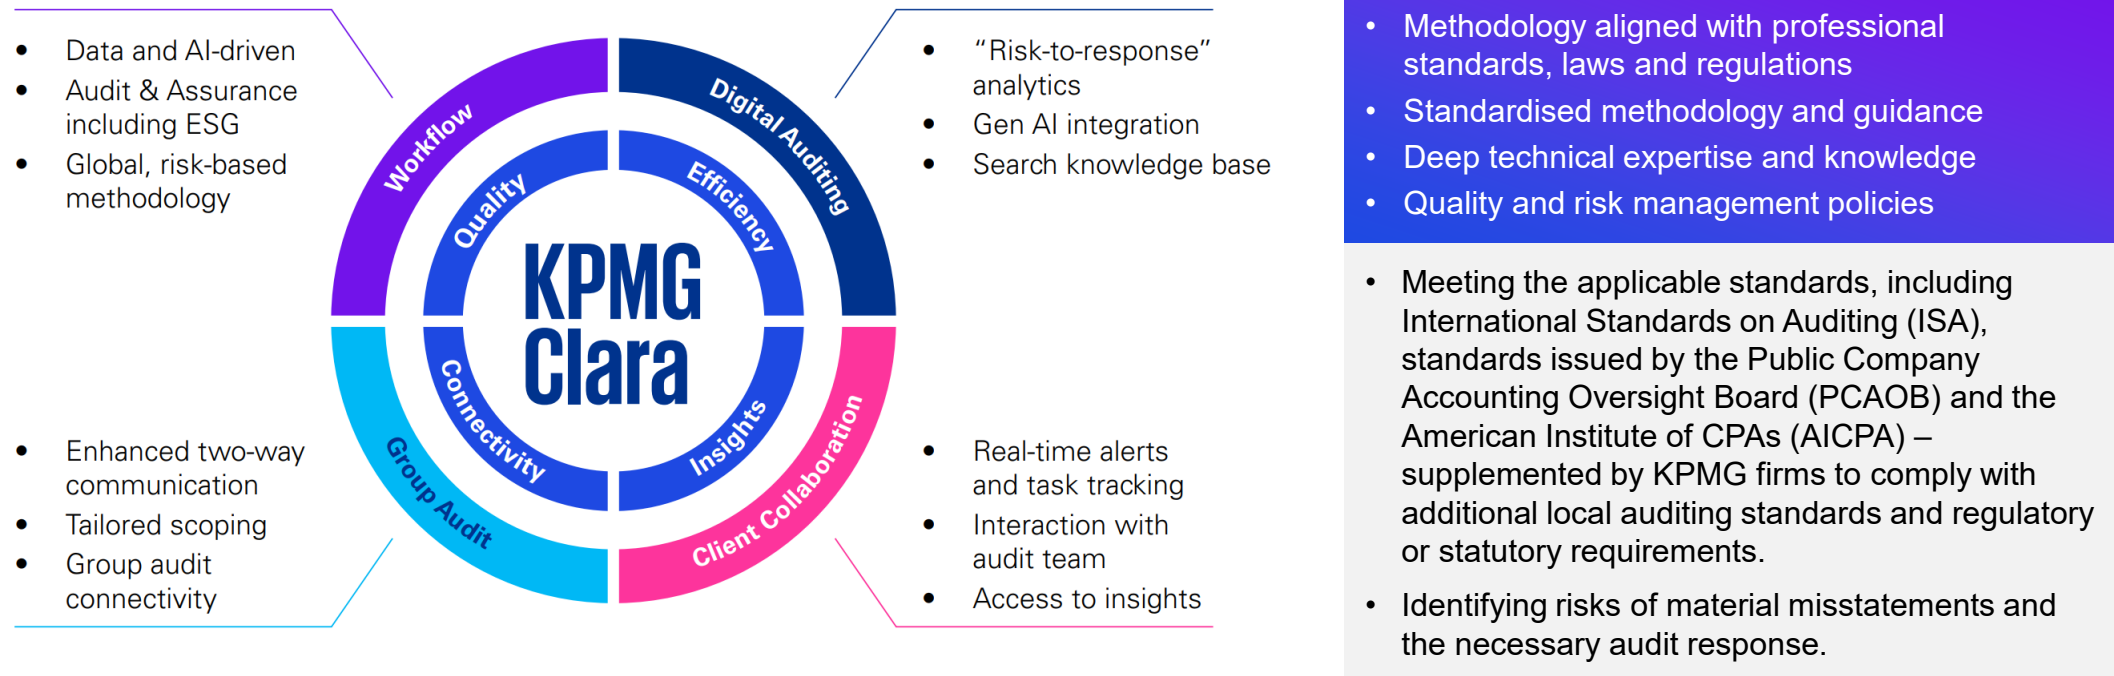 • Data and AI-driven
• Audit & Assurance
including ESG
• Global, risk-based
methodology
Workflow
Digital Auditing
• “Risk-to-response”
analytics
• Gen AI integration
• Search knowledge base
Quality
Efficiency
KPMG
Clara
Connectivity
Insights
Group Audit
Client Collaboration
• Enhanced two-way
communication
• Tailored scoping
• Group audit
connectivity
• Real-time alerts
and task tracking
• Interaction with
audit team
• Access to insights
• Methodology aligned with professional
standards, laws and regulations
• Standardised methodology and guidance
• Deep technical expertise and knowledge
• Quality and risk management policies
• Meeting the applicable standards, including
International Standards on Auditing (ISA),
standards issued by the Public Company
Accounting Oversight Board (PCAOB) and the
American Institute of CPAs (AICPA) –
supplemented by KPMG firms to comply with
additional local auditing standards and regulatory
or statutory requirements.
• Identifying risks of material misstatements and
the necessary audit response.